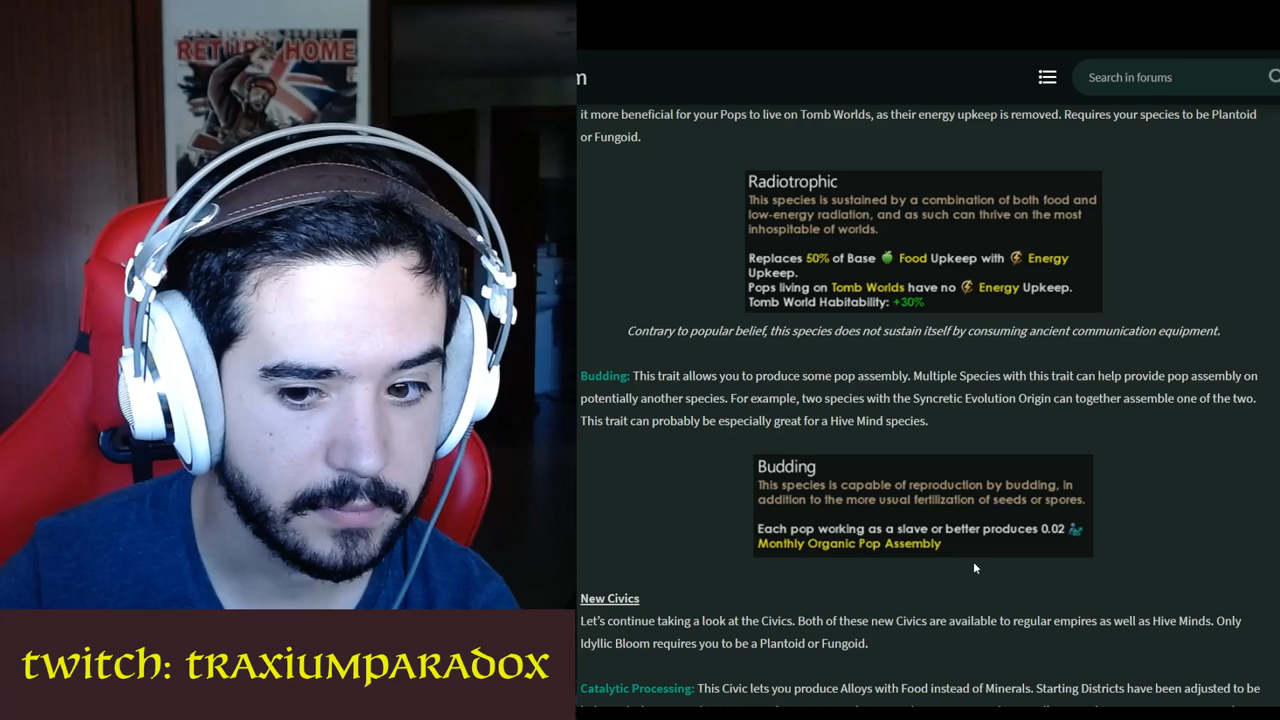 RETURN HOME
twitch: traxiumparadox
m
Search in forums
it more beneficial for your Pops to live on Tomb Worlds, as their energy upkeep is removed. Requires your species to be Plantoid
or Fungoid.
Radiotrophic
This species is sustained by a combination of both food and
low-energy radiation, and as such can thrive on the most
inhospitable of worlds.
Replaces 50% of Base Food Upkeep with Energy
Upkeep.
Pops living on Tomb Worlds have no Energy Upkeep.
Tomb World Habitability: +30%
Contrary to popular belief, this species does not sustain itself by consuming ancient communication equipment.
Budding: This trait allows you to produce some pop assembly. Multiple Species with this trait can help provide pop assembly on
potentially another species. For example, two species with the Syncretic Evolution Origin can together assemble one of the two.
This trait can probably be especially great for a Hive Mind species.
Budding
This species is capable of reproduction by budding, in
addition to the more usual fertilization of seeds or spores.
Each pop working as a slave or better produces 0.02
Monthly Organic Pop Assembly
New Civics
Let's continue taking a look at the Civics. Both of these new Civics are available to regular empires as well as Hive Minds. Only
Idyllic Bloom requires you to be a Plantoid or Fungoid.
Catalytic Processing: This Civic lets you produce Alloys with Food instead of Minerals. Starting Districts have been adjusted to be